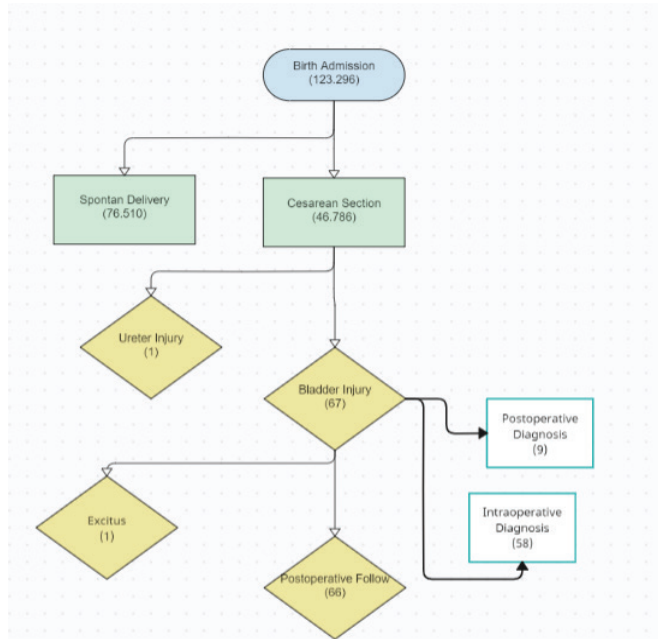 Birth Admission
(123.296)
Spontan Delivery
(76.510)
Cesarean Section
(46.786)
Ureter Injury
(1)
Bladder Injury
(67)
Postoperative
Diagnosis
(9)
Intraoperative
Diagnosis
(58)
Excitus
(1)
Postoperative Follow
(66)